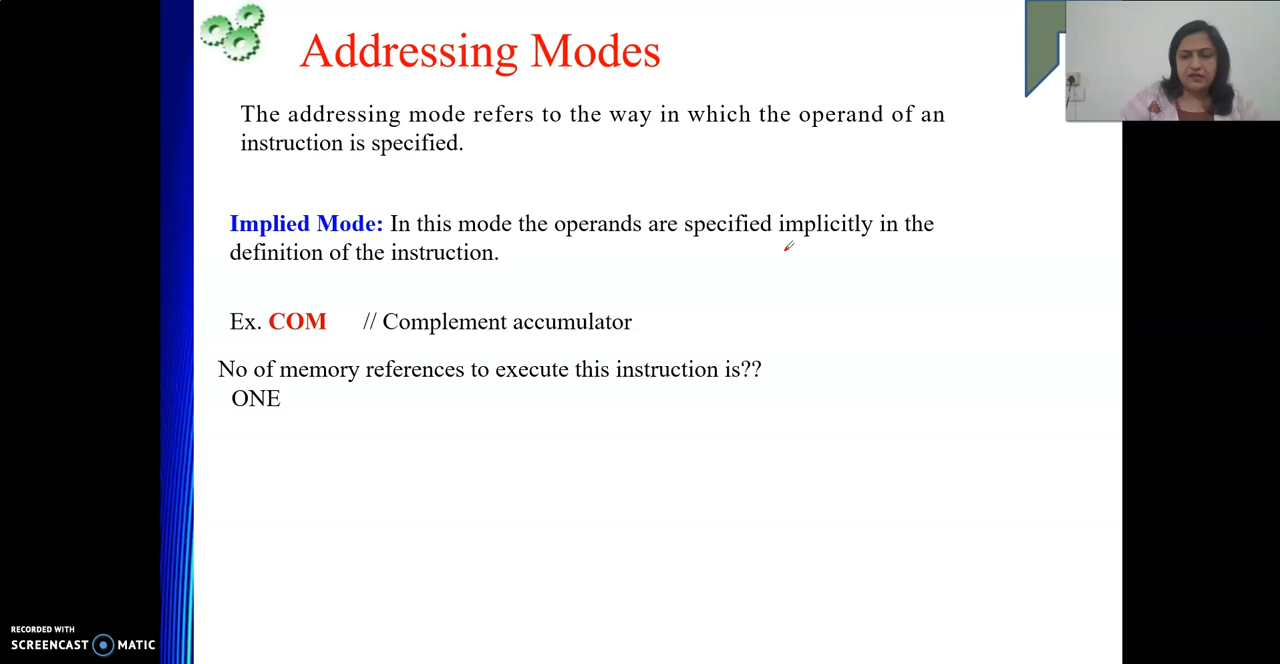 Addressing Modes
The addressing mode refers to the way in which the operand of an
instruction is specified.
Implied Mode: In this mode the operands are specified implicitly in the
definition of the instruction.
Ex. COM // Complement accumulator
No of memory references to execute this instruction is??
ONE
RECORDED WITH
SCREENCAST MATIC